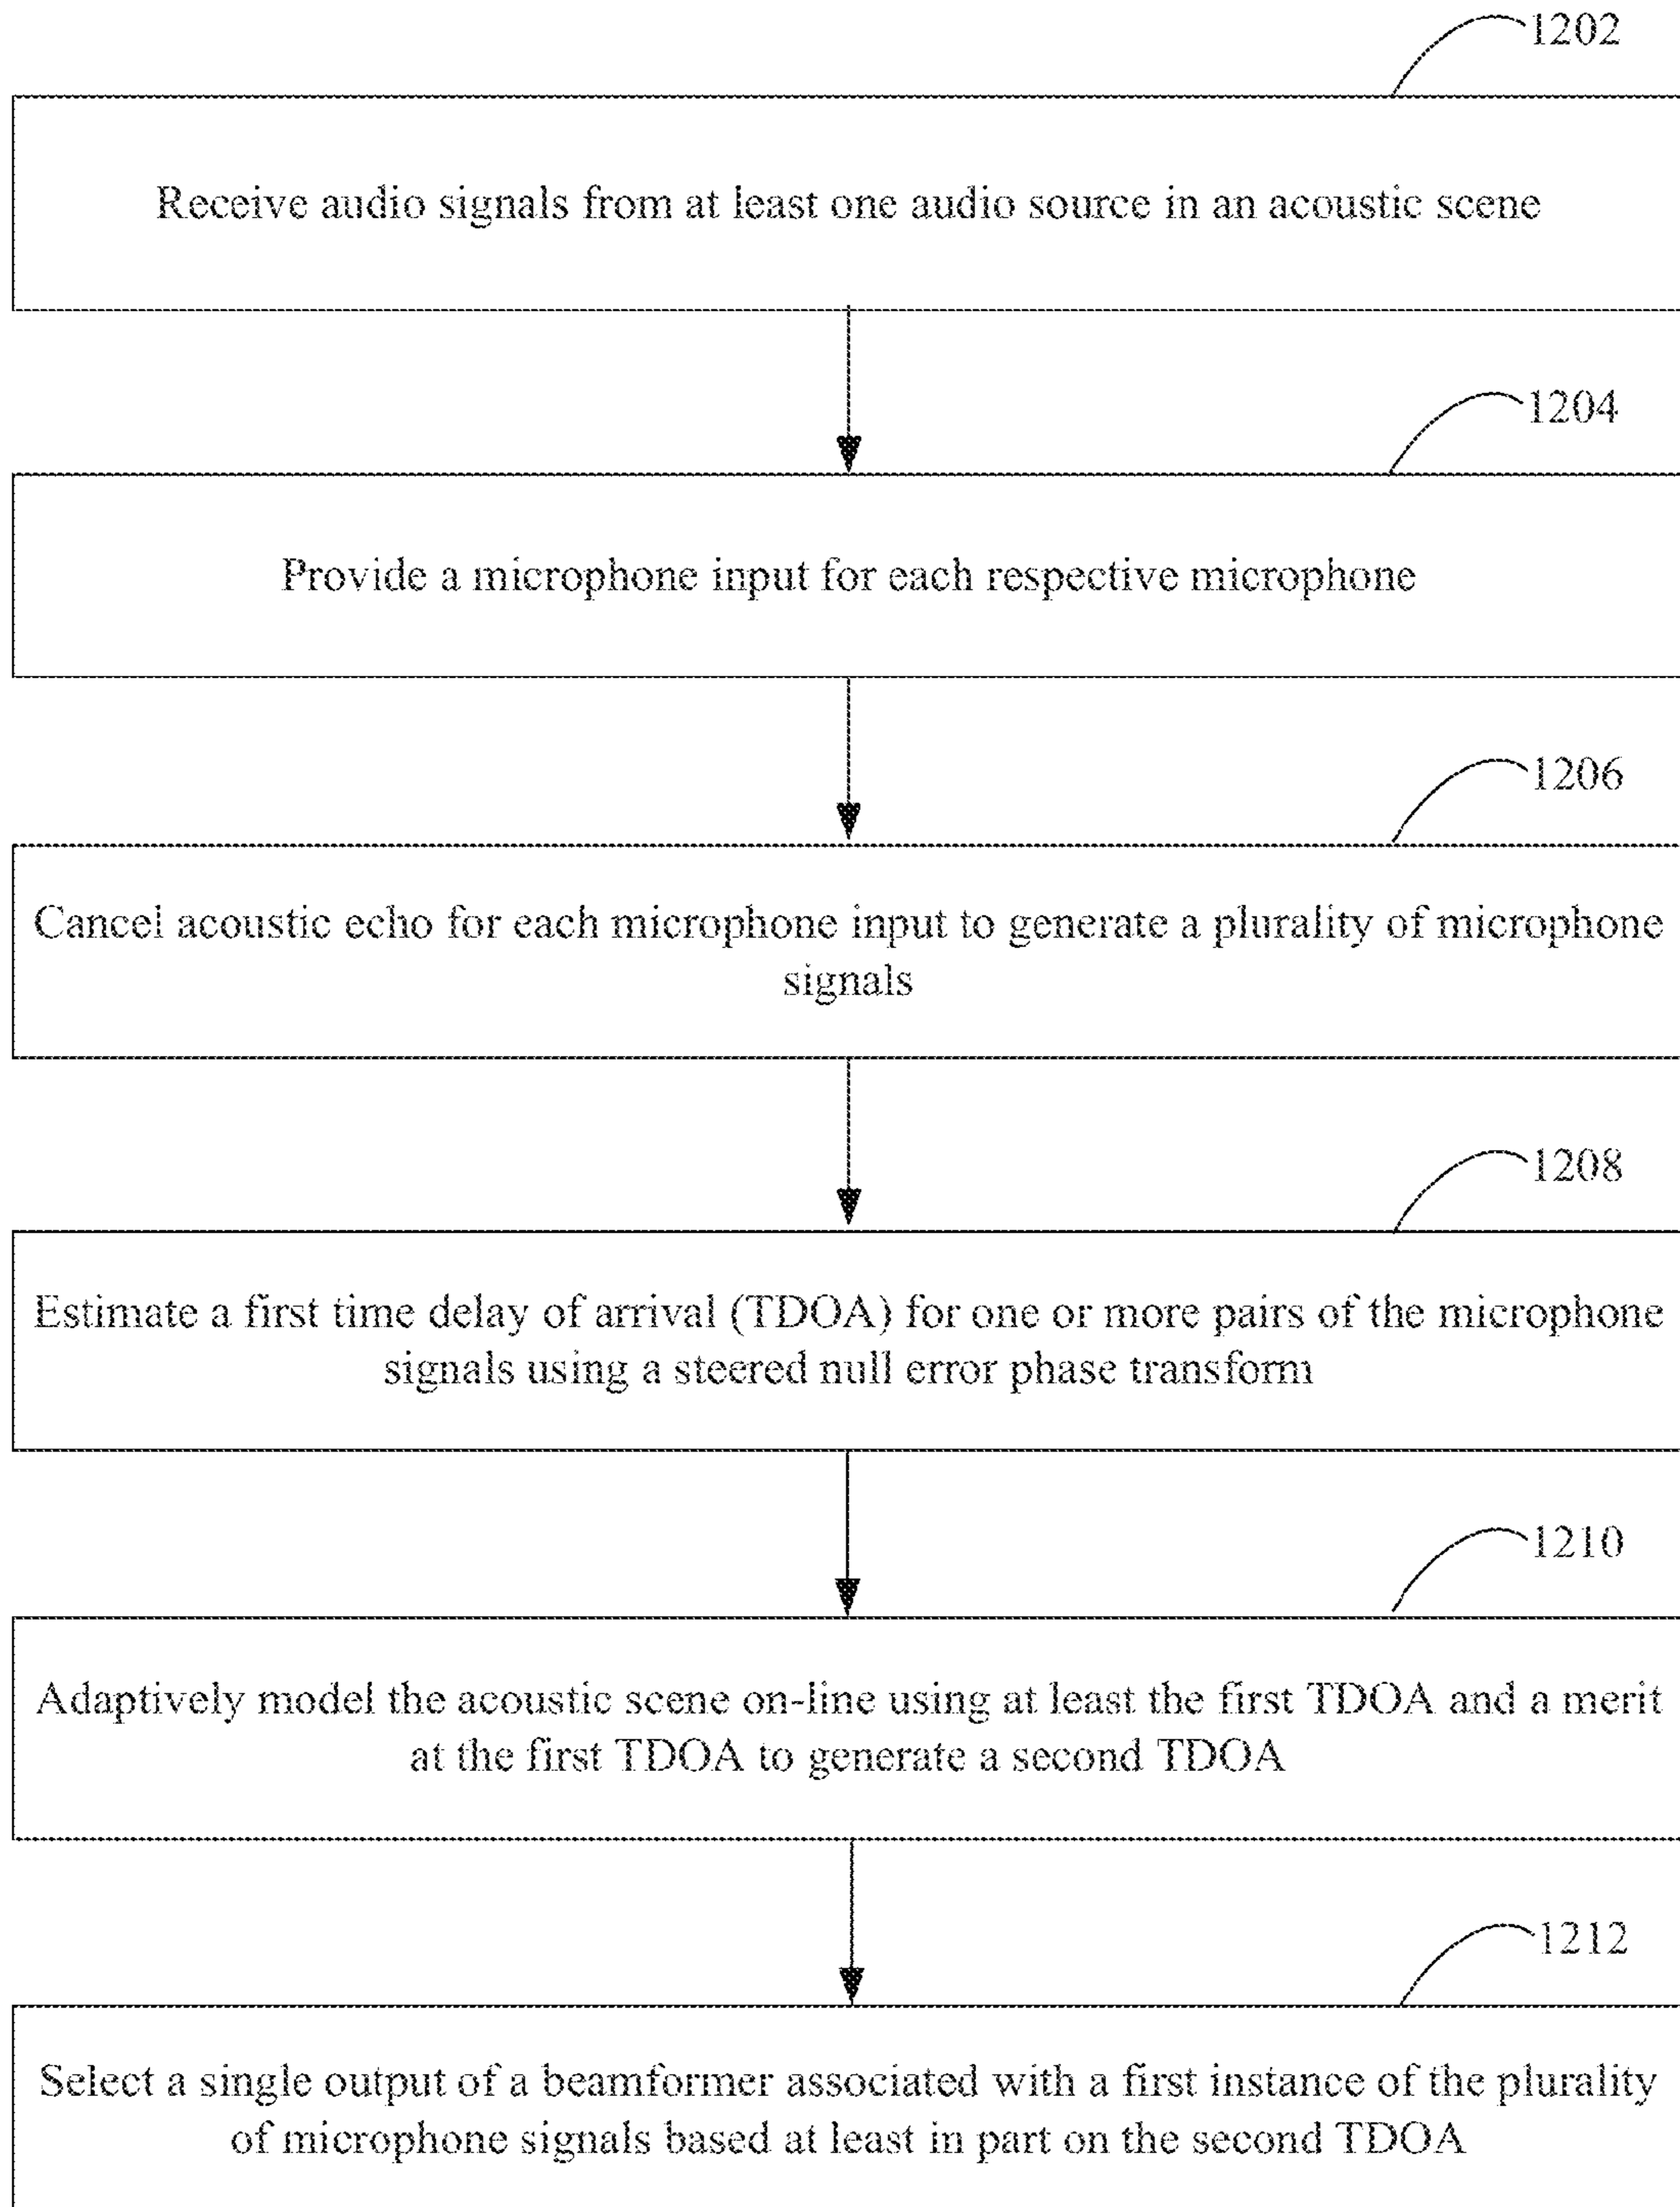 1202
Receive audio signals from at least one audio source in an acoustic scene
1204
Provide a microphone input for each respective microphone
1206
Cancel acoustic echo for each microphone input to generate a plurality of microphone
signals
1208
Estimate a first time delay of arrival (TDOA) for one or more pairs of the microphone
signals using a steered null error phase transform
1210
Adaptively model the acoustic scene on-line using at least the first TDOA and a merit
at the first TDOA to generate a second TDOA
1212
Select a single output of a beamformer associated with a first instance of the plurality
of microphone signals based at least in part on the second TDOA